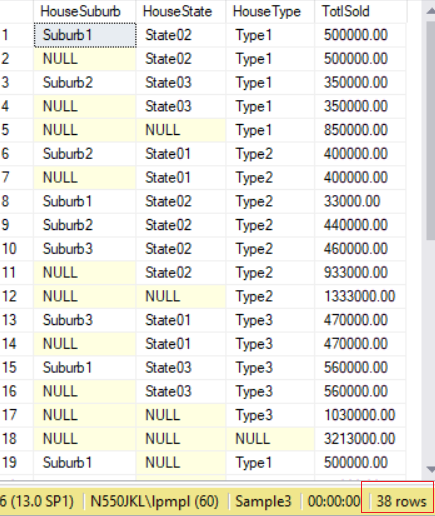 HouseSuburb HouseState HouseType TotlSold
1 Suburb1 State02 Type1 500000.00
2 NULL State02 Type1 500000.00
3 Suburb2 State03 Type1 350000.00
4 NULL State03 Type1 350000.00
5 NULL NULL Type1 850000.00
6 Suburb2 State01 Type2 400000.00
7 NULL State01 Type2 400000.00
8 Suburb1 State02 Type2 33000.00
9 Suburb2 State02 Type2 440000.00
10 Suburb3 State02 Type2 460000.00
11 NULL State02 Type2 933000.00
12 NULL NULL Type2 1333000.00
13 Suburb3 State01 Type3 470000.00
14 NULL State01 Type3 470000.00
15 Suburb1 State03 Type3 560000.00
16 NULL State03 Type3 560000.00
17 NULL NULL Type3 1030000.00
18 NULL NULL NULL 3213000.00
19 Suburb1 NULL Type1 500000.00
6 (13.0 SP1) N550JKL\lpmpl (60) Sample3 00:00:00 38 rows